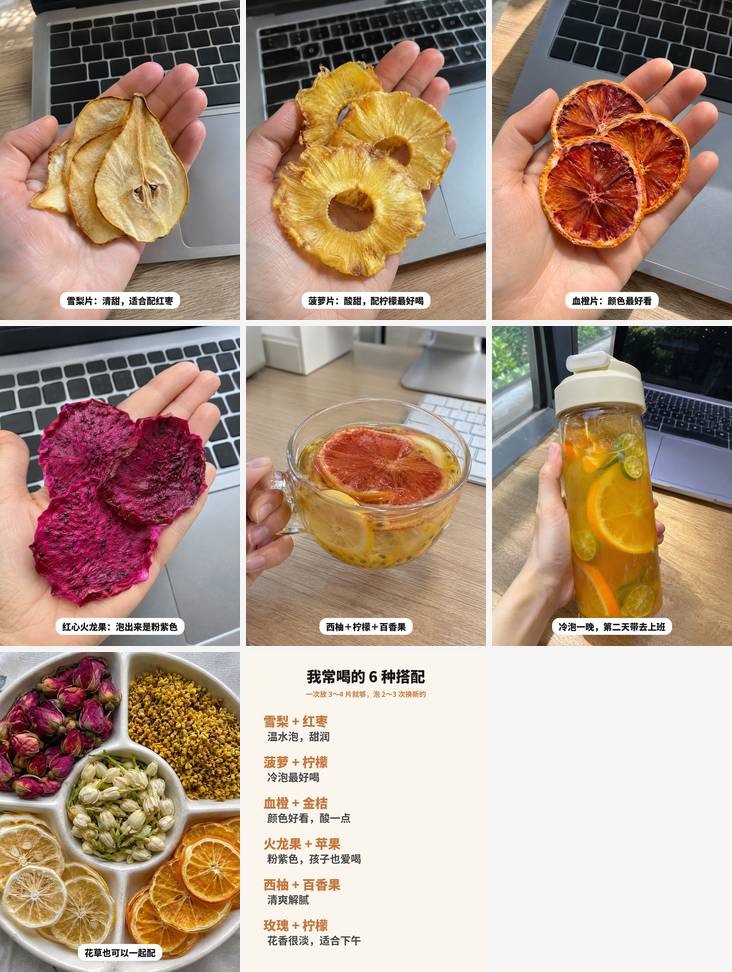 雪梨片：清甜，适合配红枣
菠萝片：酸甜，配柠檬最好喝
血橙片：颜色最好看
红心火龙果：泡出来是粉紫色
西柚＋柠檬＋百香果
冷泡一晚，第二天带去上班
花草也可以一起配
我常喝的 6 种搭配
一次放 3～4 片就够，泡 2～3 次换新的
雪梨 + 红枣
温水泡，甜润
菠萝 + 柠檬
冷泡最好喝
血橙 + 金桔
颜色好看，酸一点
火龙果 + 苹果
粉紫色，孩子也爱喝
西柚 + 百香果
清爽解腻
玫瑰 + 柠檬
花香很淡，适合下午